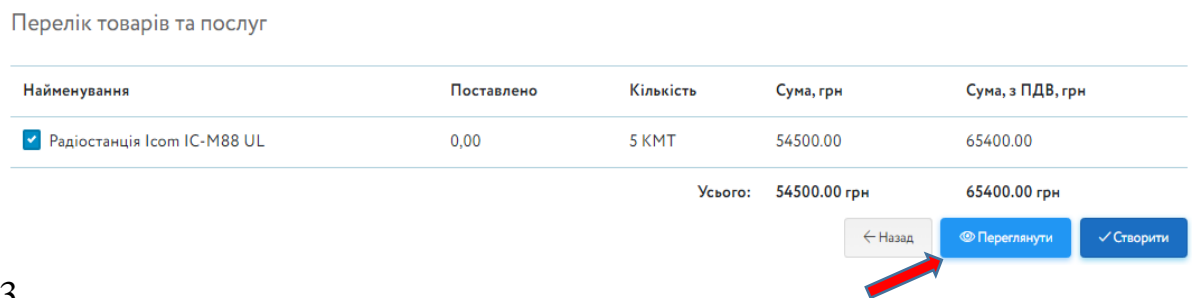 Перелік товарів та послуг
Найменування Поставлено Кількість Сума, грн Сума, з ПДВ, грн
Радіостанція Icom IC-M88 UL 0,00 5 КМТ 54500.00 65400.00
Усього: 54500.00 грн 65400.00 грн
Назад Переглянути Створити
3